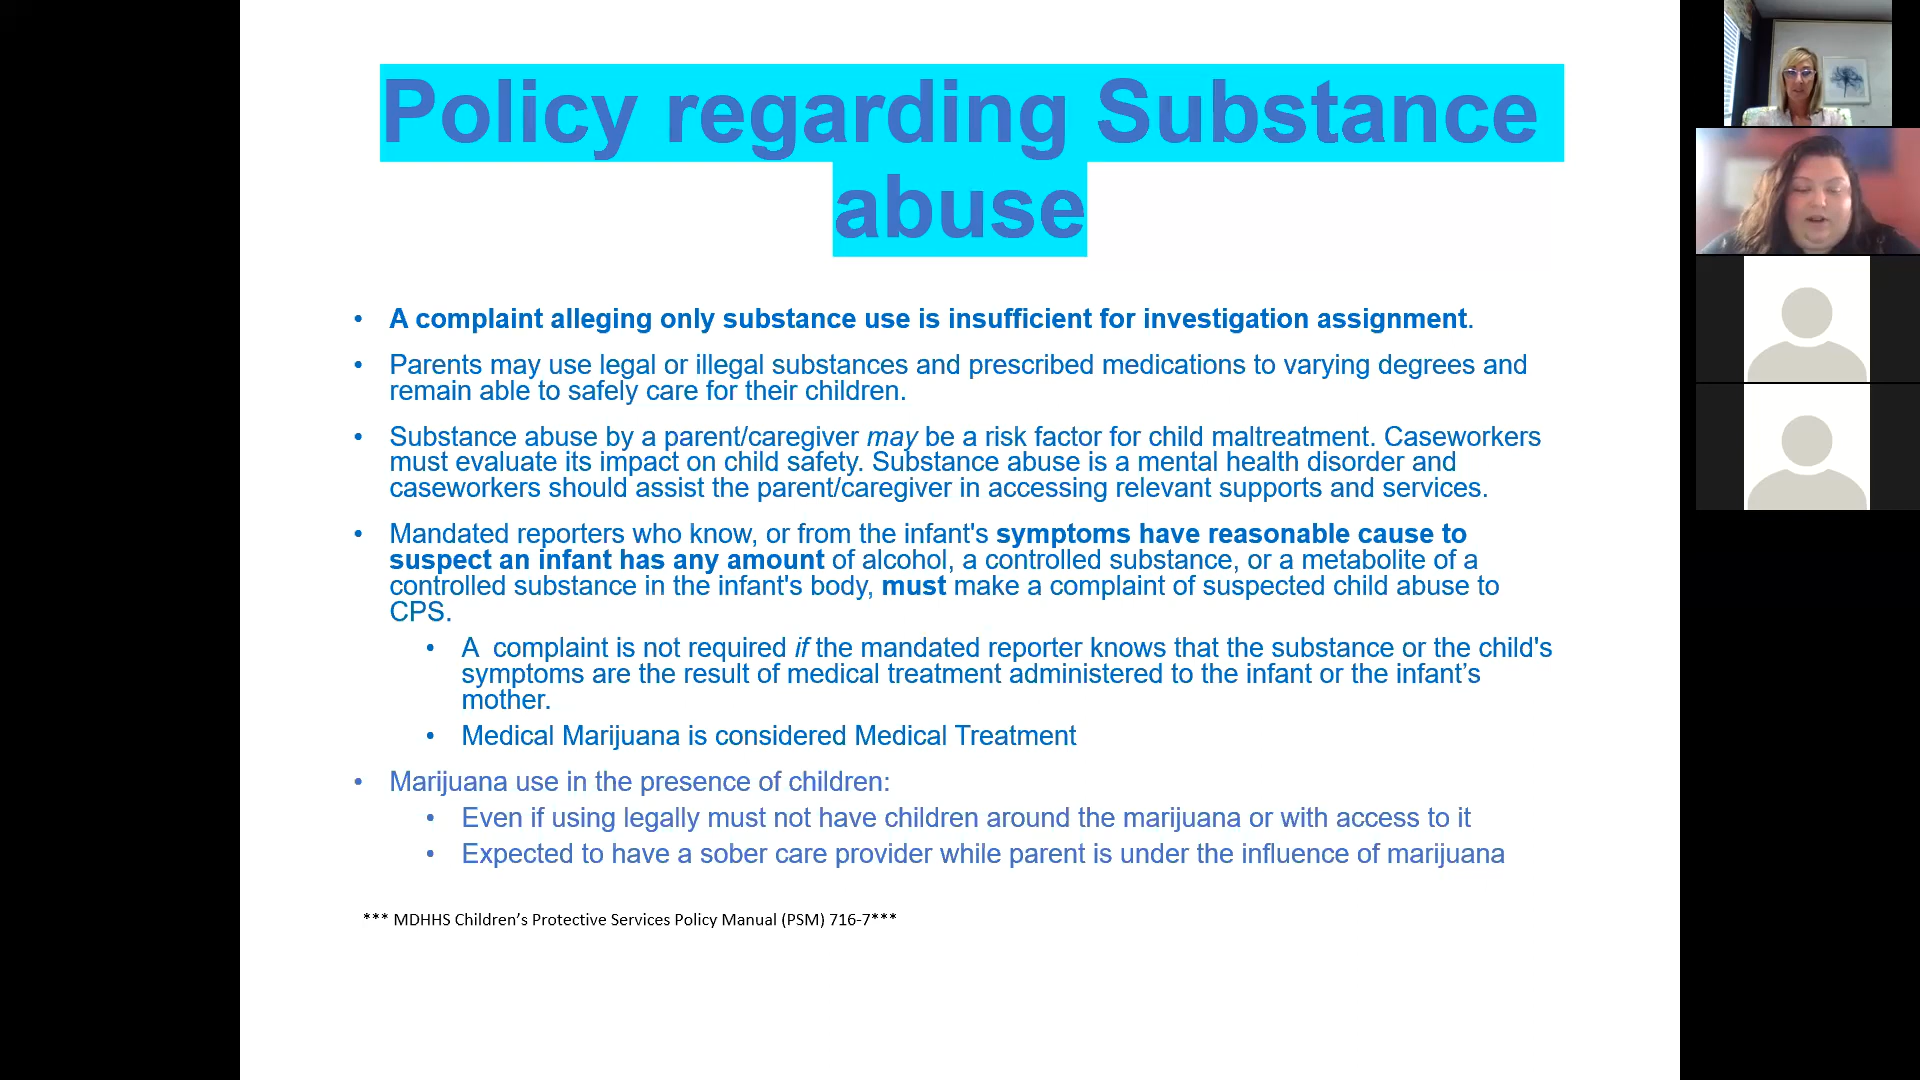 Policy regarding Substance
abuse
• A complaint alleging only substance use is insufficient for investigation assignment.
• Parents may use legal or illegal substances and prescribed medications to varying degrees and
remain able to safely care for their children.
• Substance abuse by a parent/caregiver may be a risk factor for child maltreatment. Caseworkers
must evaluate its impact on child safety. Substance abuse is a mental health disorder and
caseworkers should assist the parent/caregiver in accessing relevant supports and services.
• Mandated reporters who know, or from the infant's symptoms have reasonable cause to
suspect an infant has any amount of alcohol, a controlled substance, or a metabolite of a
controlled substance in the infant's body, must make a complaint of suspected child abuse to
CPS.
• A  complaint is not required if the mandated reporter knows that the substance or the child's
symptoms are the result of medical treatment administered to the infant or the infant’s
mother.
• Medical Marijuana is considered Medical Treatment
• Marijuana use in the presence of children:
• Even if using legally must not have children around the marijuana or with access to it
• Expected to have a sober care provider while parent is under the influence of marijuana
*** MDHHS Children’s Protective Services Policy Manual (PSM) 716-7***